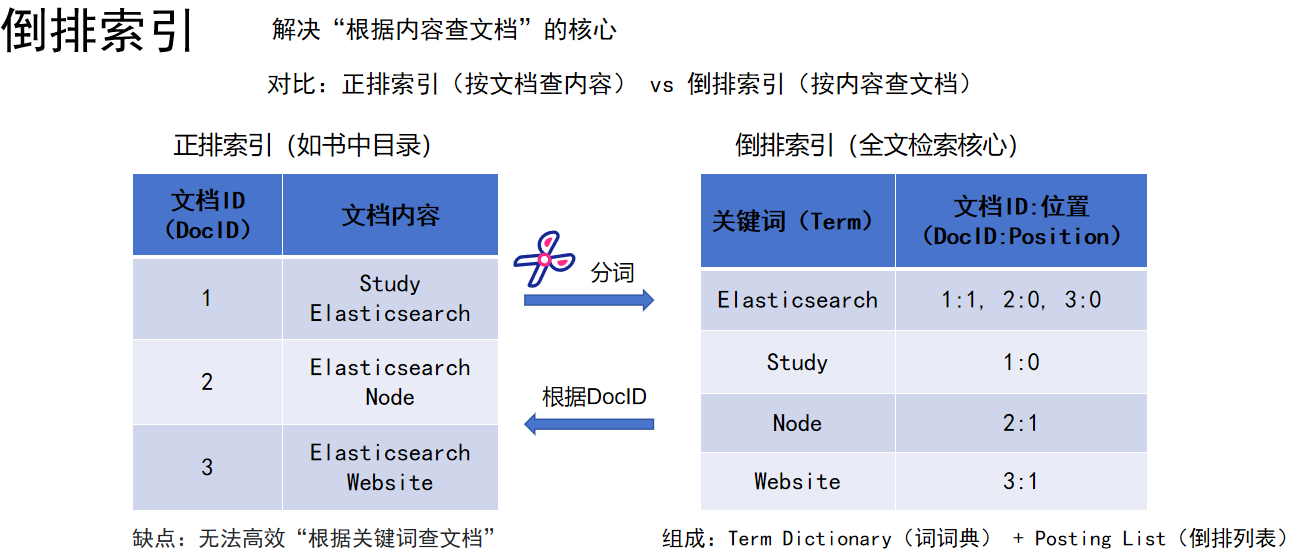 倒排索引
解决“根据内容查文档”的核心
对比：正排索引（按文档查内容） vs 倒排索引（按内容查文档）
正排索引（如书中目录）
文档ID
（DocID）
文档内容
1
Study
Elasticsearch
2
Elasticsearch
Node
3
Elasticsearch
Website
缺点：无法高效“根据关键词查文档”
分词
根据DocID
倒排索引（全文检索核心）
关键词（Term）
文档ID:位置
（DocID:Position）
Elasticsearch
1:1, 2:0, 3:0
Study
1:0
Node
2:1
Website
3:1
组成：Term Dictionary（词词典） + Posting List（倒排列表）